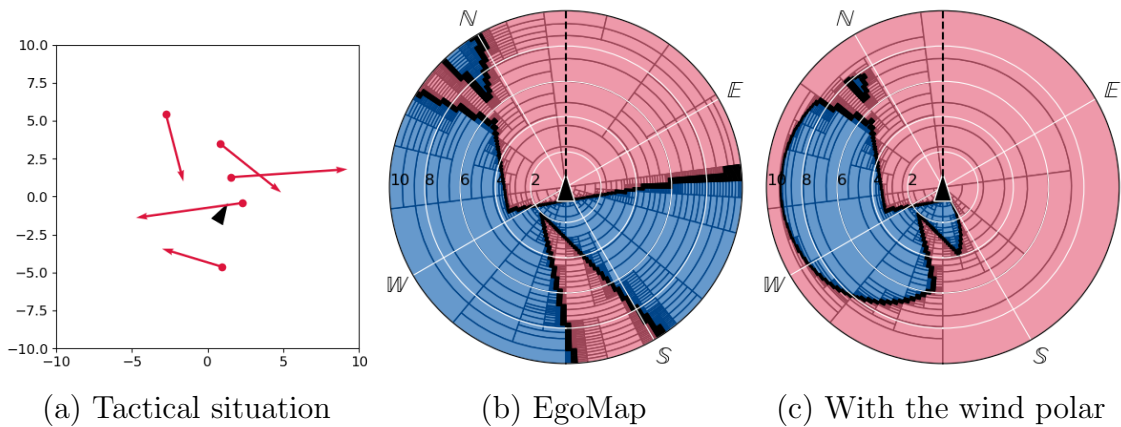 10.0
7.5
5.0
2.5
0.0
−2.5
−5.0
−7.5
−10.0
−10 −5 0 5 10
ℕ
𝔼
10 8 6 4 2
𝕎
𝕊
ℕ
𝔼
10 8 6 4 2
𝕎
𝕊
(a) Tactical situation
(b) EgoMap
(c) With the wind polar